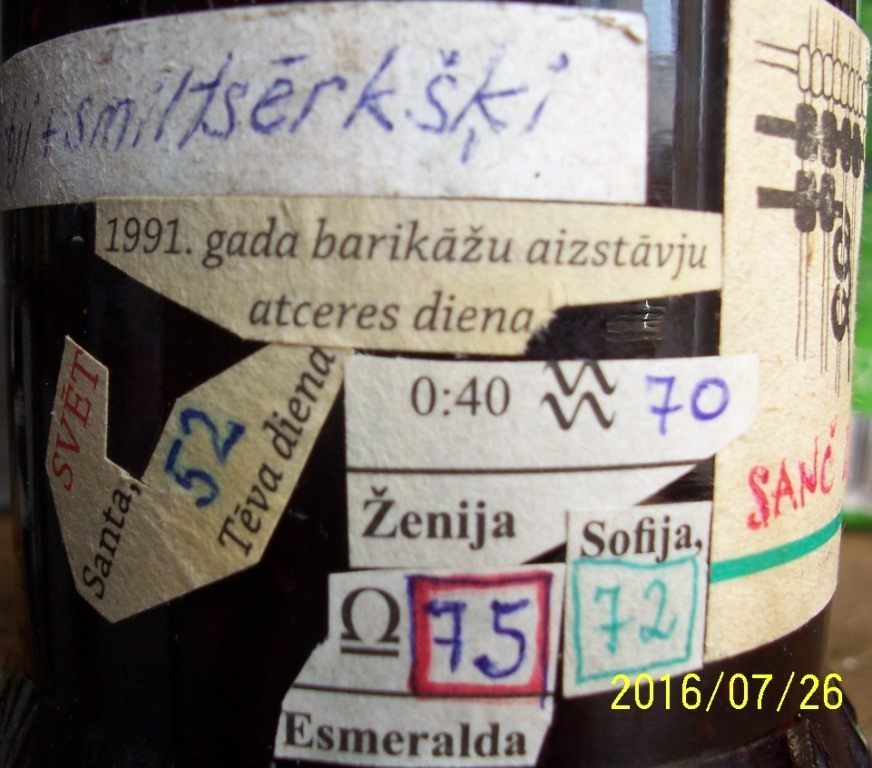 + smiltsērkšķi
1991. gada barikāžu aizstāvju
atceres diena
SVĒT
Santa,
52
Tēva diena
0:40 ♒ 70
Ženija
Sofija,
♎ 75
72
Esmeralda
SANČ
2016/07/26